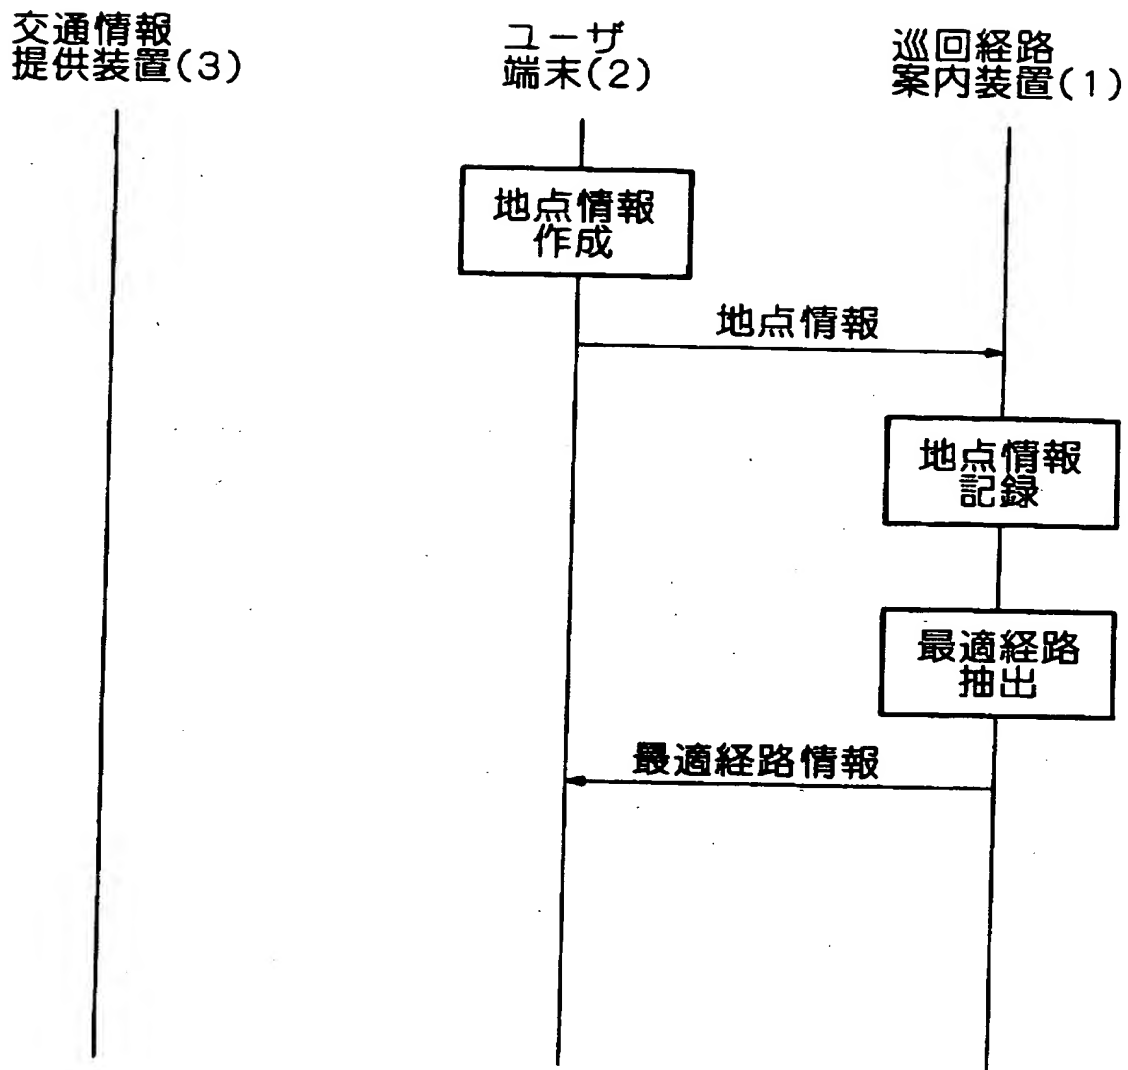 交通情報
提供装置(3)
ユーザ
端末(2)
巡回経路
案内装置(1)
地点情報
作成
地点情報
地点情報
記録
最適経路
抽出
最適経路情報